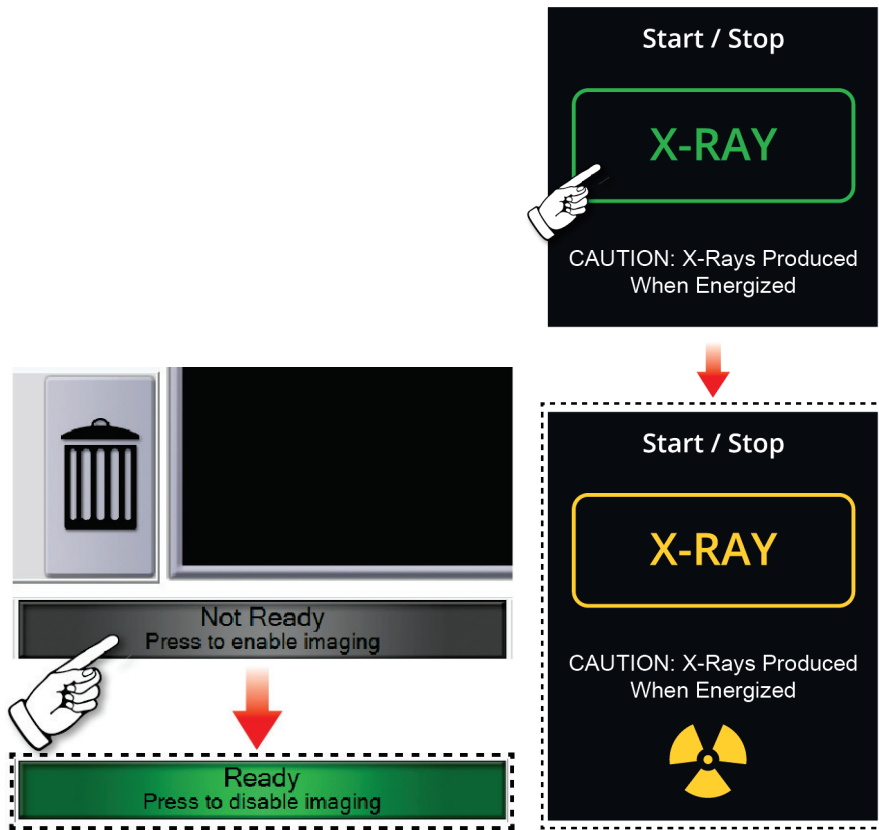 Start / Stop
X-RAY
CAUTION: X-Rays Produced
When Energized
Not Ready
Press to enable imaging
Ready
Press to disable imaging
Start / Stop
X-RAY
CAUTION: X-Rays Produced
When Energized